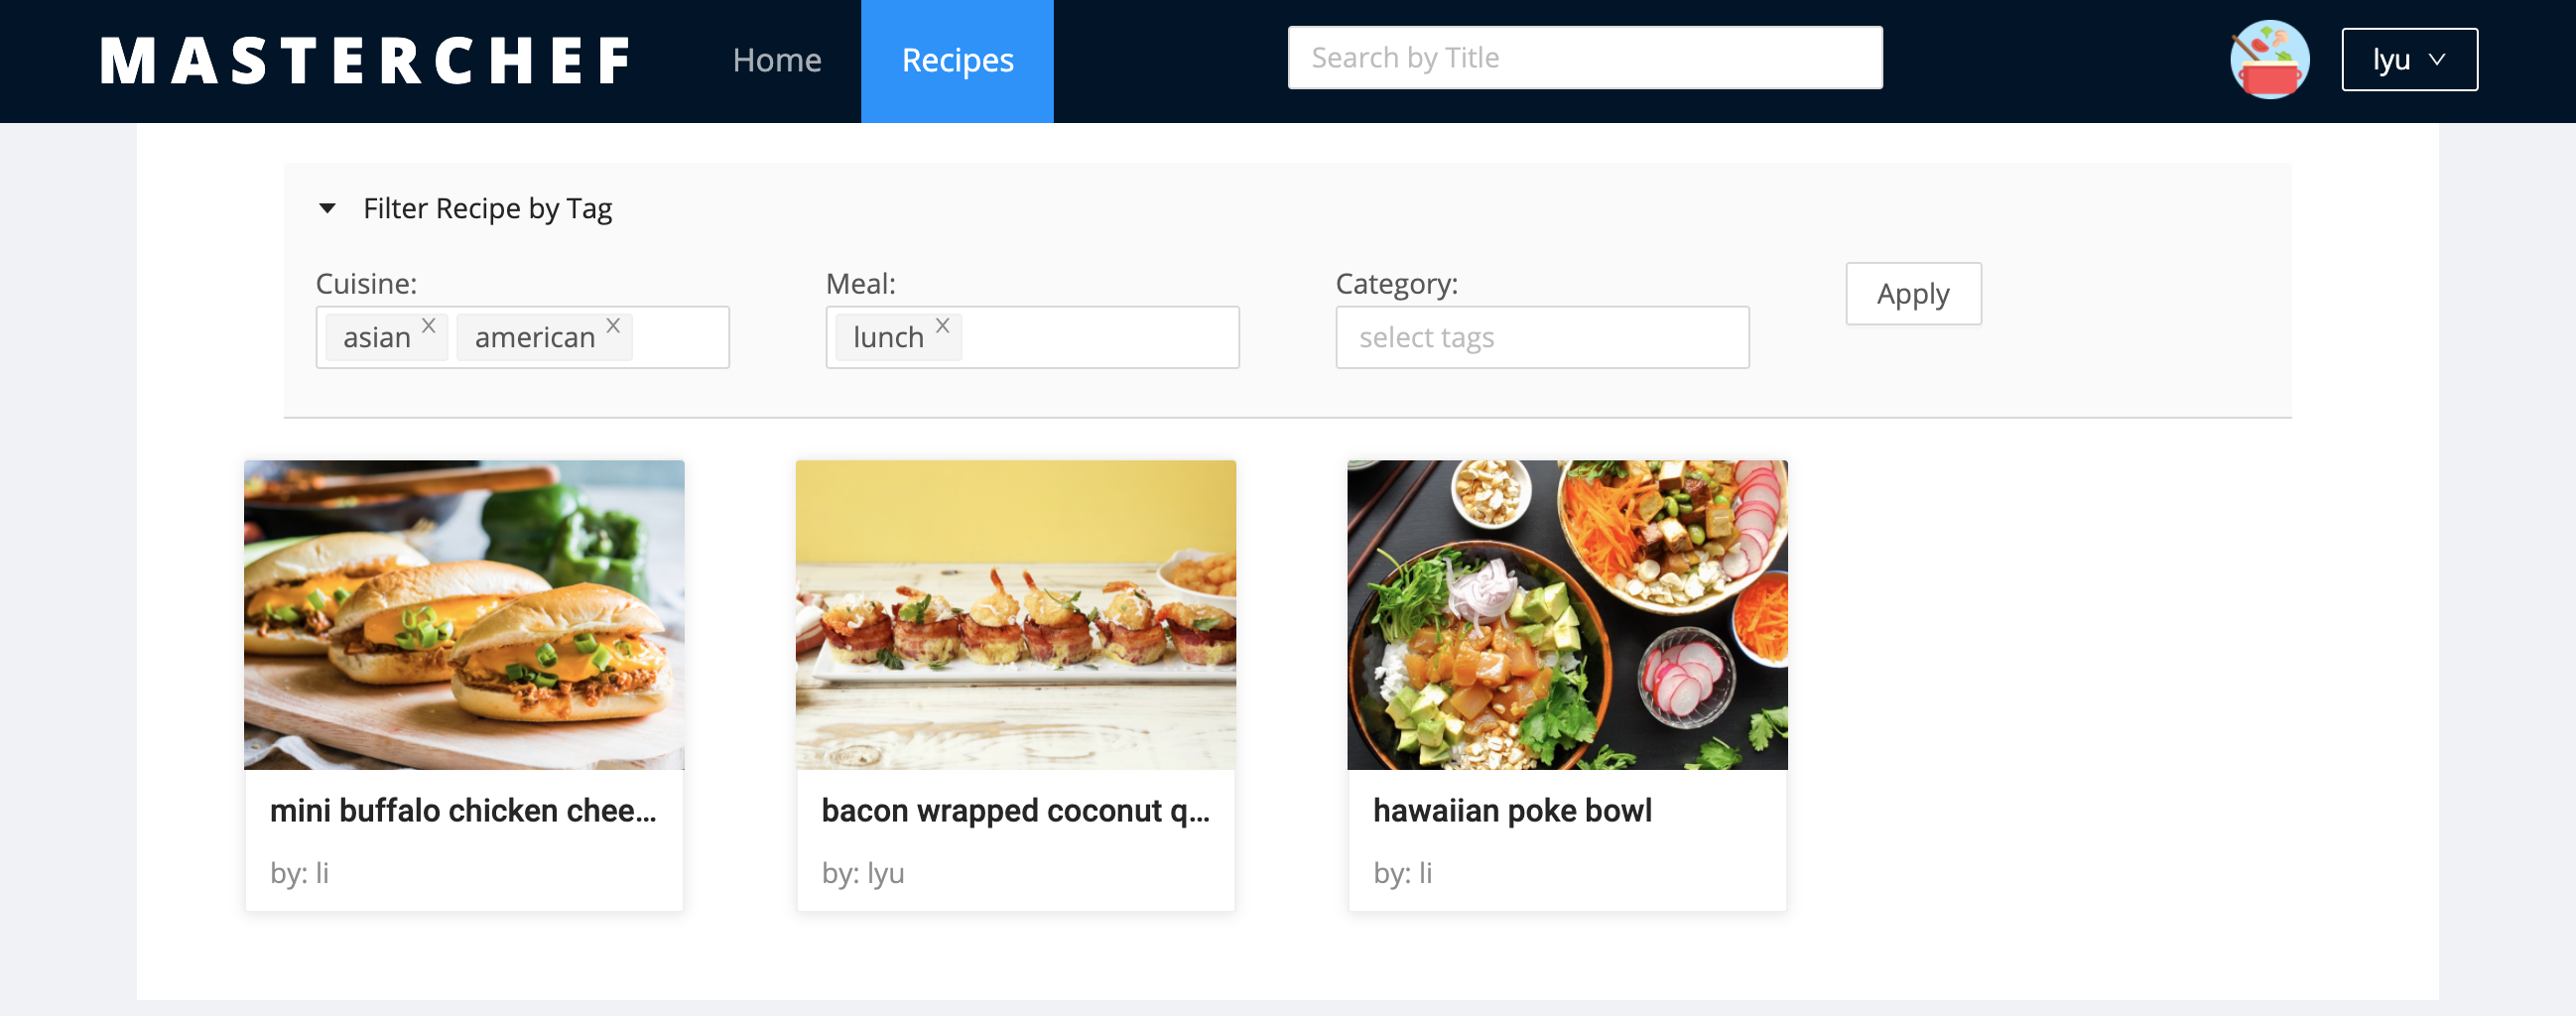 MASTERCHEF
Home
Recipes
Search by Title
lyu
Filter Recipe by Tag
Cuisine:
asian
american
Meal:
lunch
Category:
select tags
Apply
mini buffalo chicken chee...
by: li
bacon wrapped coconut q...
by: lyu
hawaiian poke bowl
by: li